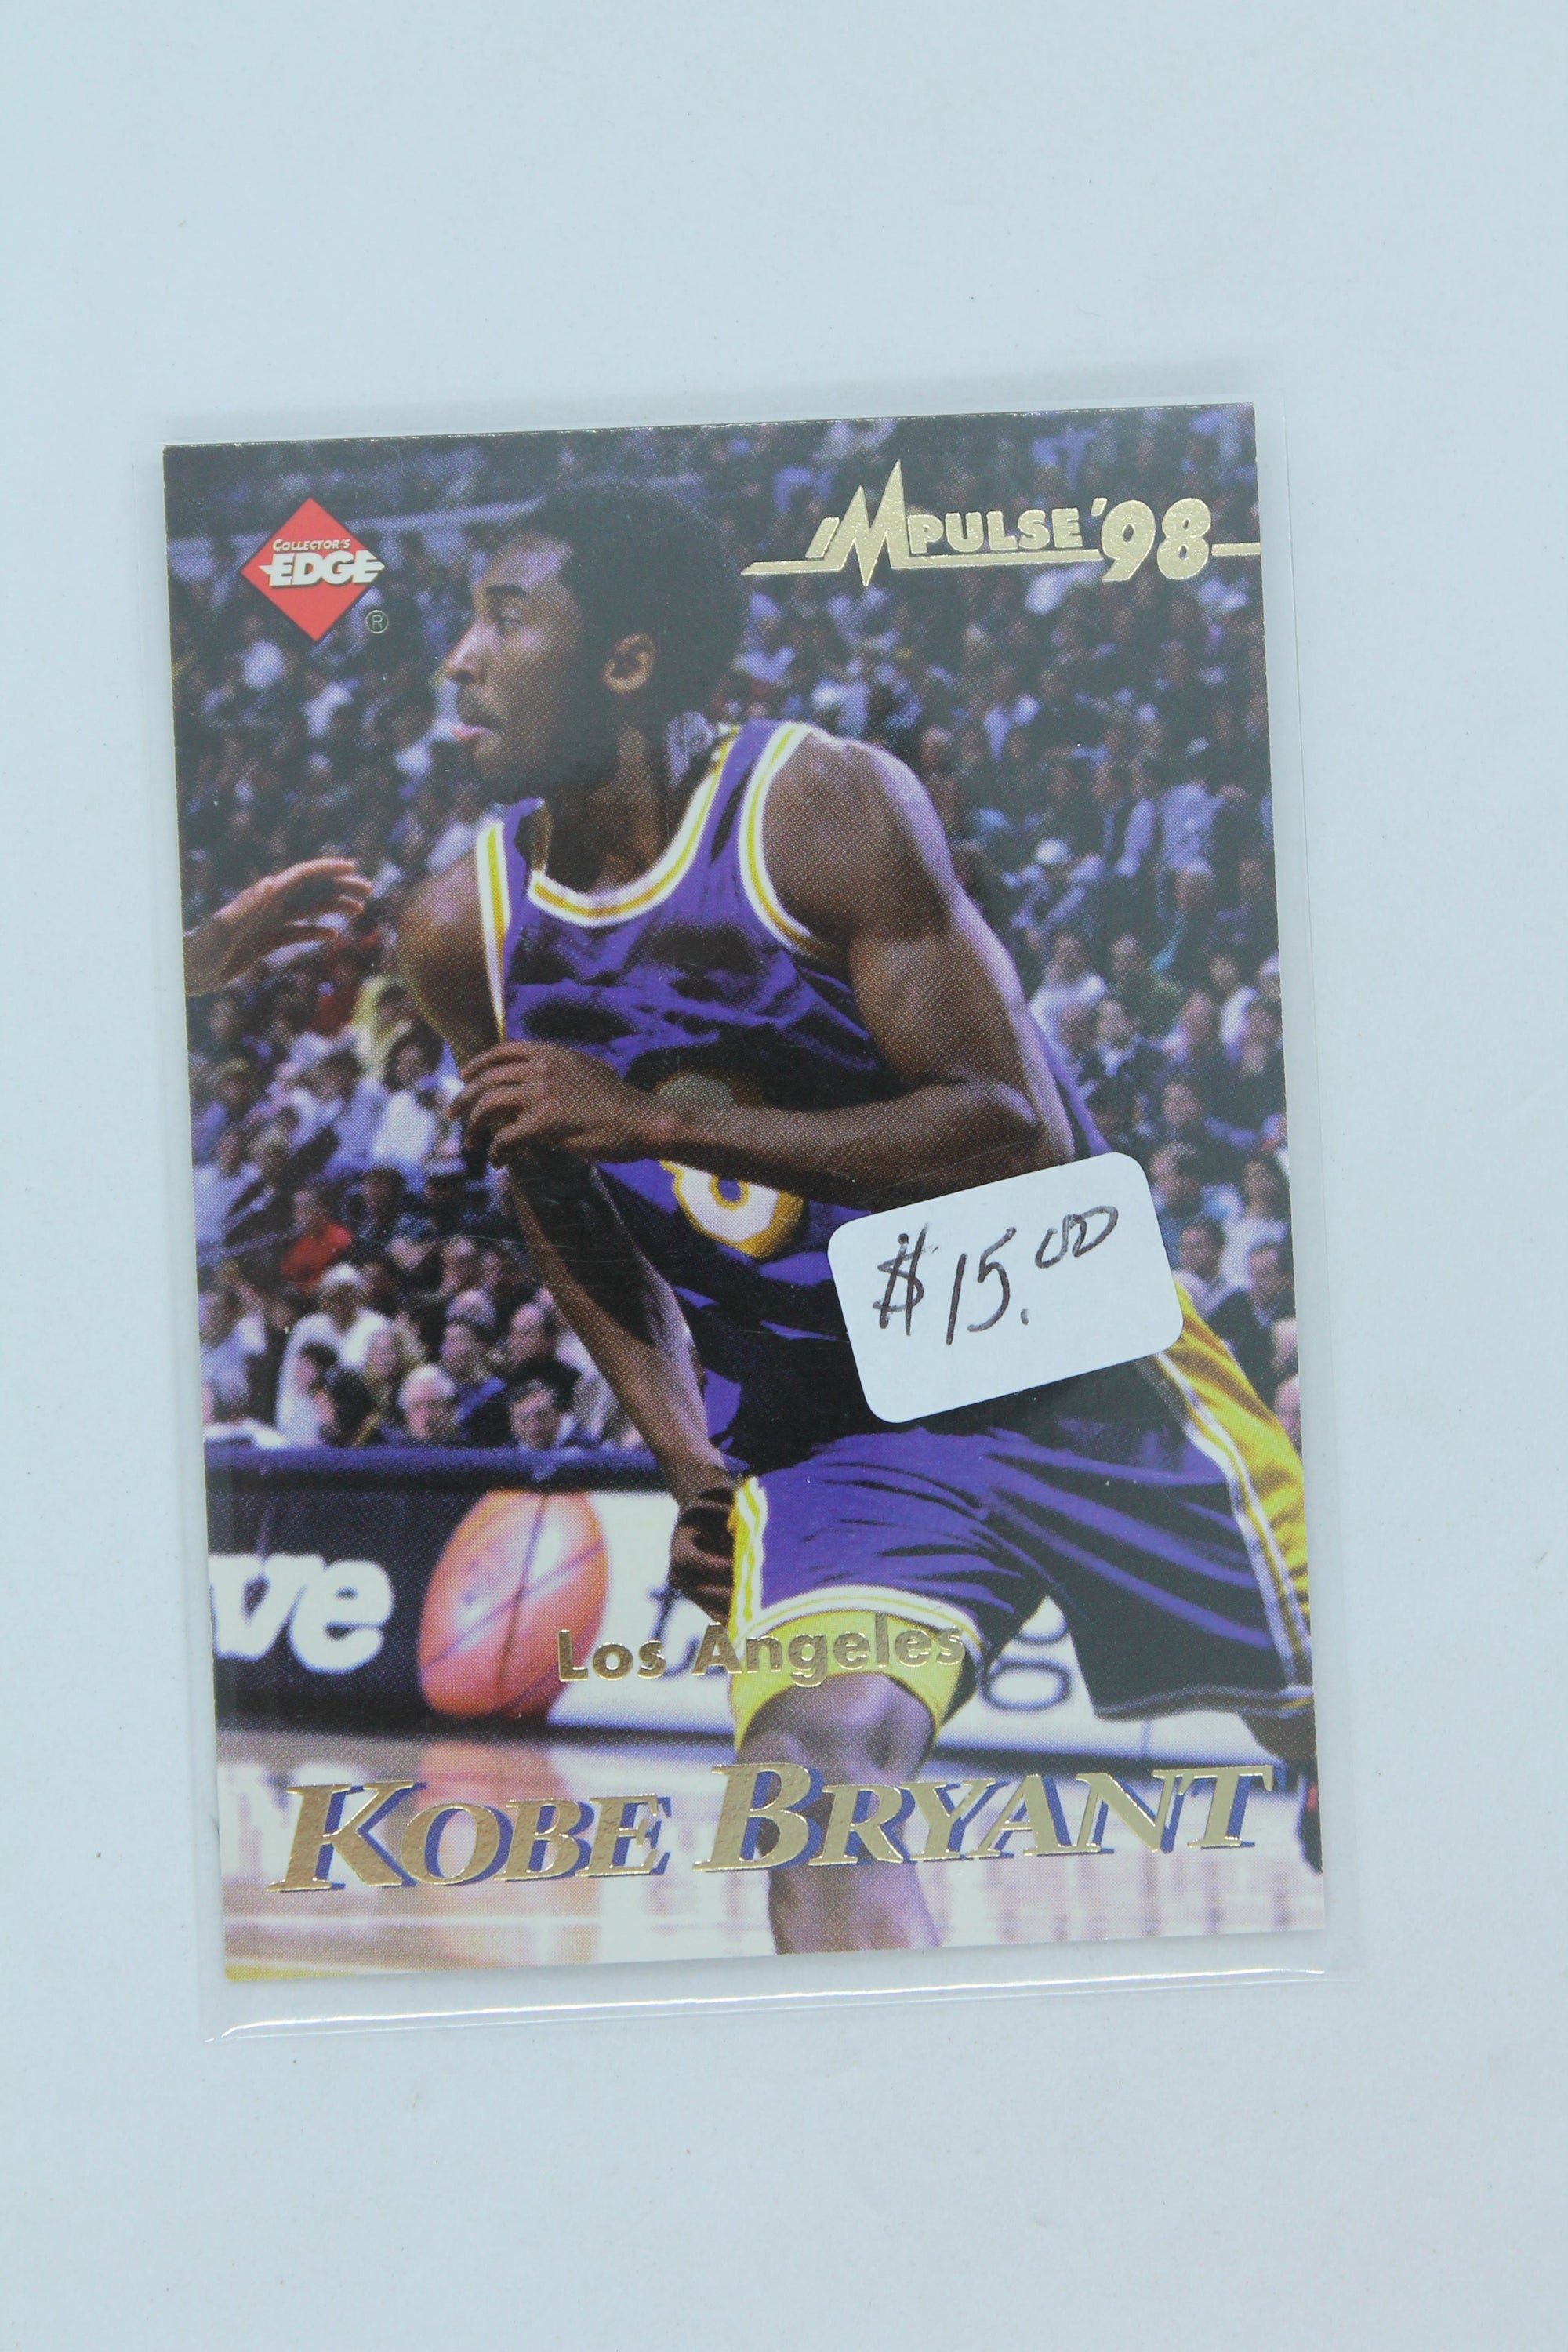 COLLECTOR'S
EDGE
®
IMPULSE '98
$15.00
ve
Los Angeles
KOBE BRYANT